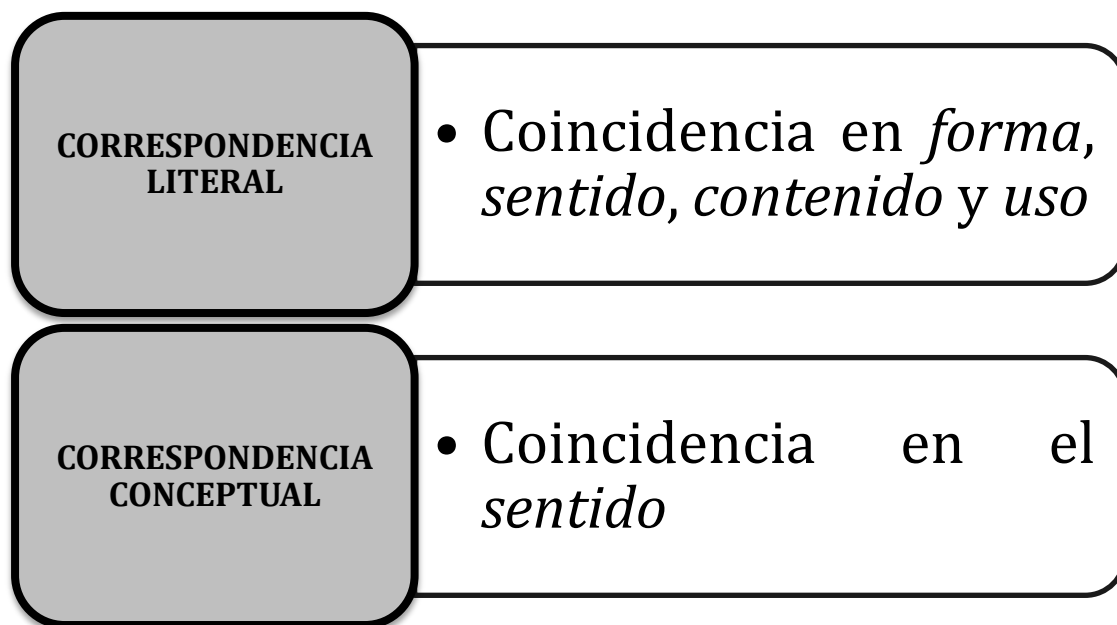 CORRESPONDENCIA
LITERAL
• Coincidencia en forma,
sentido, contenido y uso
CORRESPONDENCIA
CONCEPTUAL
• Coincidencia en el
sentido